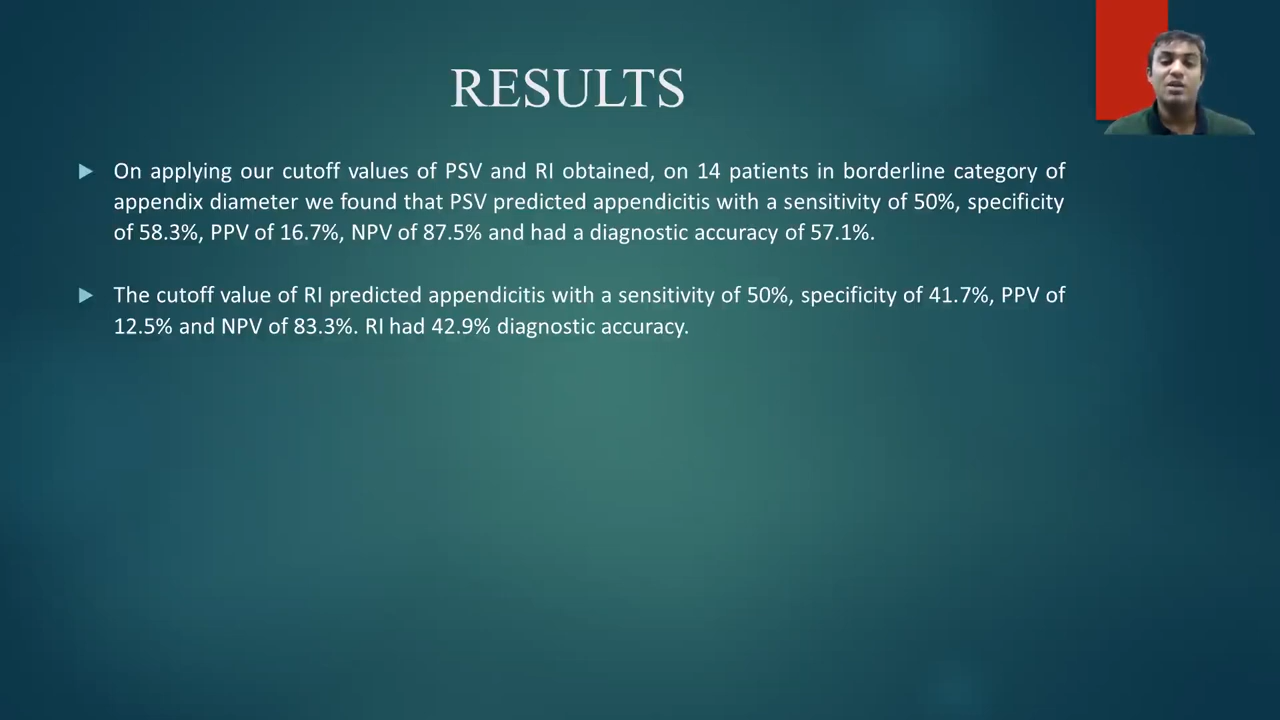 RESULTS
On applying our cutoff values of PSV and RI obtained, on 14 patients in borderline category of
appendix diameter we found that PSV predicted appendicitis with a sensitivity of 50%, specificity
of 58.3%, PPV of 16.7%, NPV of 87.5% and had a diagnostic accuracy of 57.1%.
The cutoff value of RI predicted appendicitis with a sensitivity of 50%, specificity of 41.7%, PPV of
12.5% and NPV of 83.3%. RI had 42.9% diagnostic accuracy.